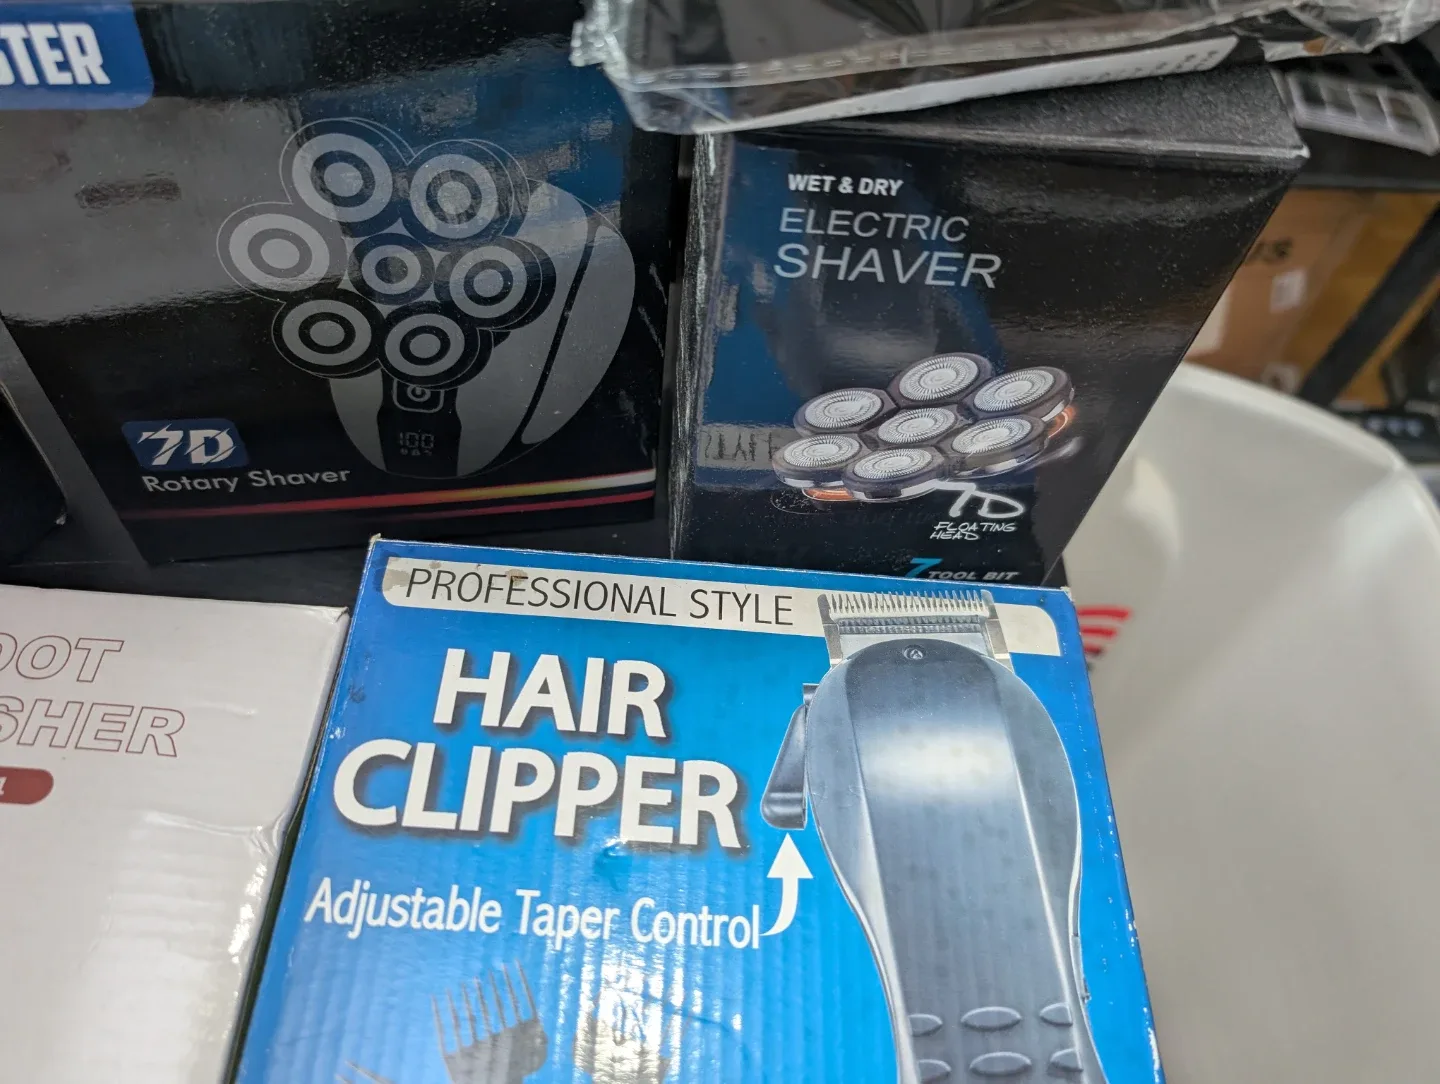 STER
7D
Rotary Shaver
100
WET & DRY
ELECTRIC
SHAVER
7D
FLOATING
HEAD
7 TOOL BIT
PROFESSIONAL STYLE
HAIR
CLIPPER
Adjustable Taper Control
OOT
SHER